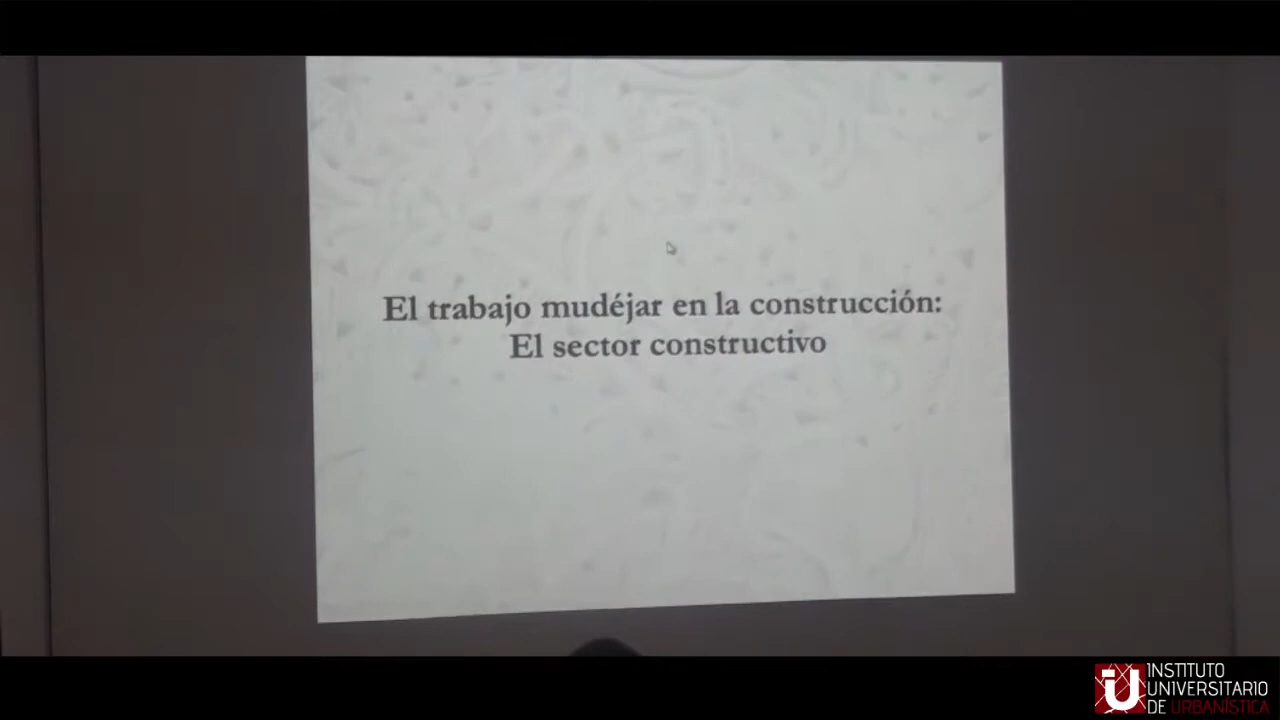 El trabajo mudéjar en la construcción:
El sector constructivo
INSTITUTO
UNIVERSITARIO
DE URBANÍSTICA